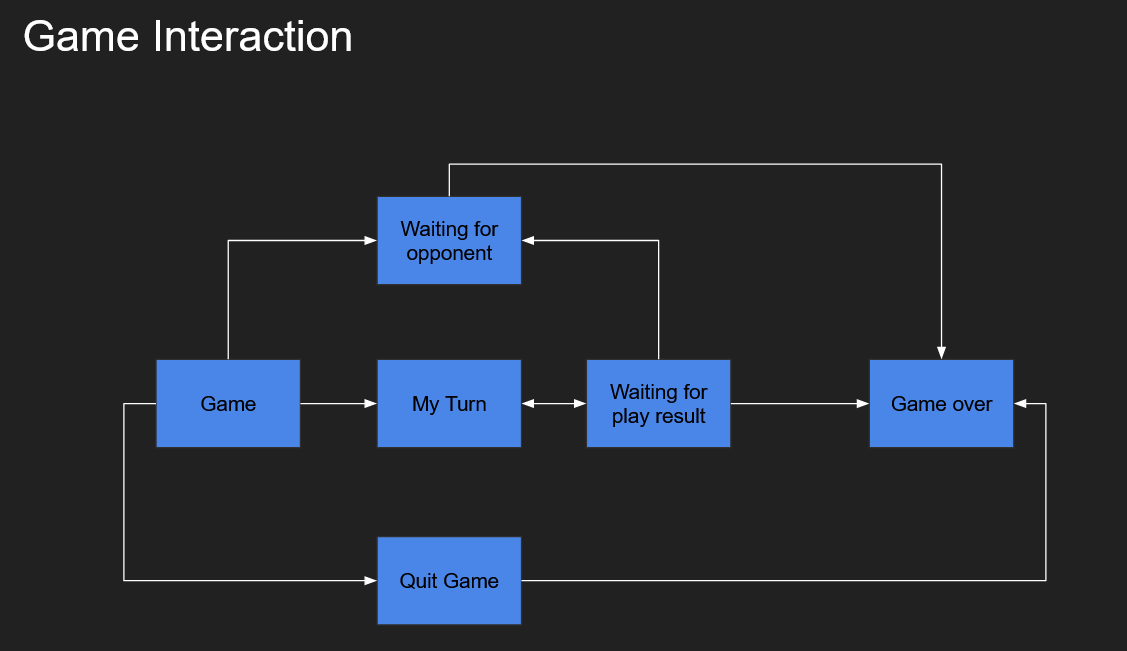 Game Interaction
Waiting for
opponent
Game
My Turn
Waiting for
play result
Game over
Quit Game